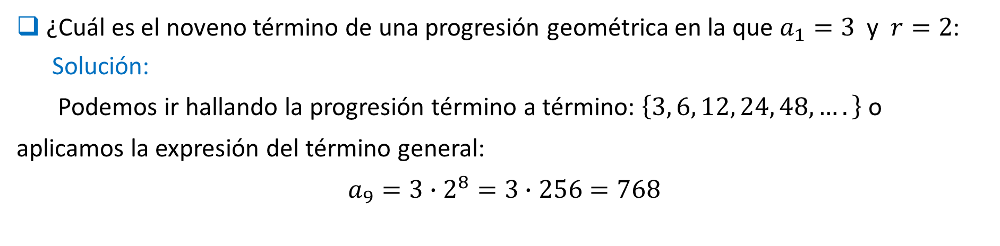 ❑ ¿Cuál es el noveno término de una progresión geométrica en la que a₁ = 3 y r = 2:
Solución:
Podemos ir hallando la progresión término a término: {3, 6, 12, 24, 48, … . } o
aplicamos la expresión del término general:
a₉ = 3 · 2⁸ = 3 · 256 = 768